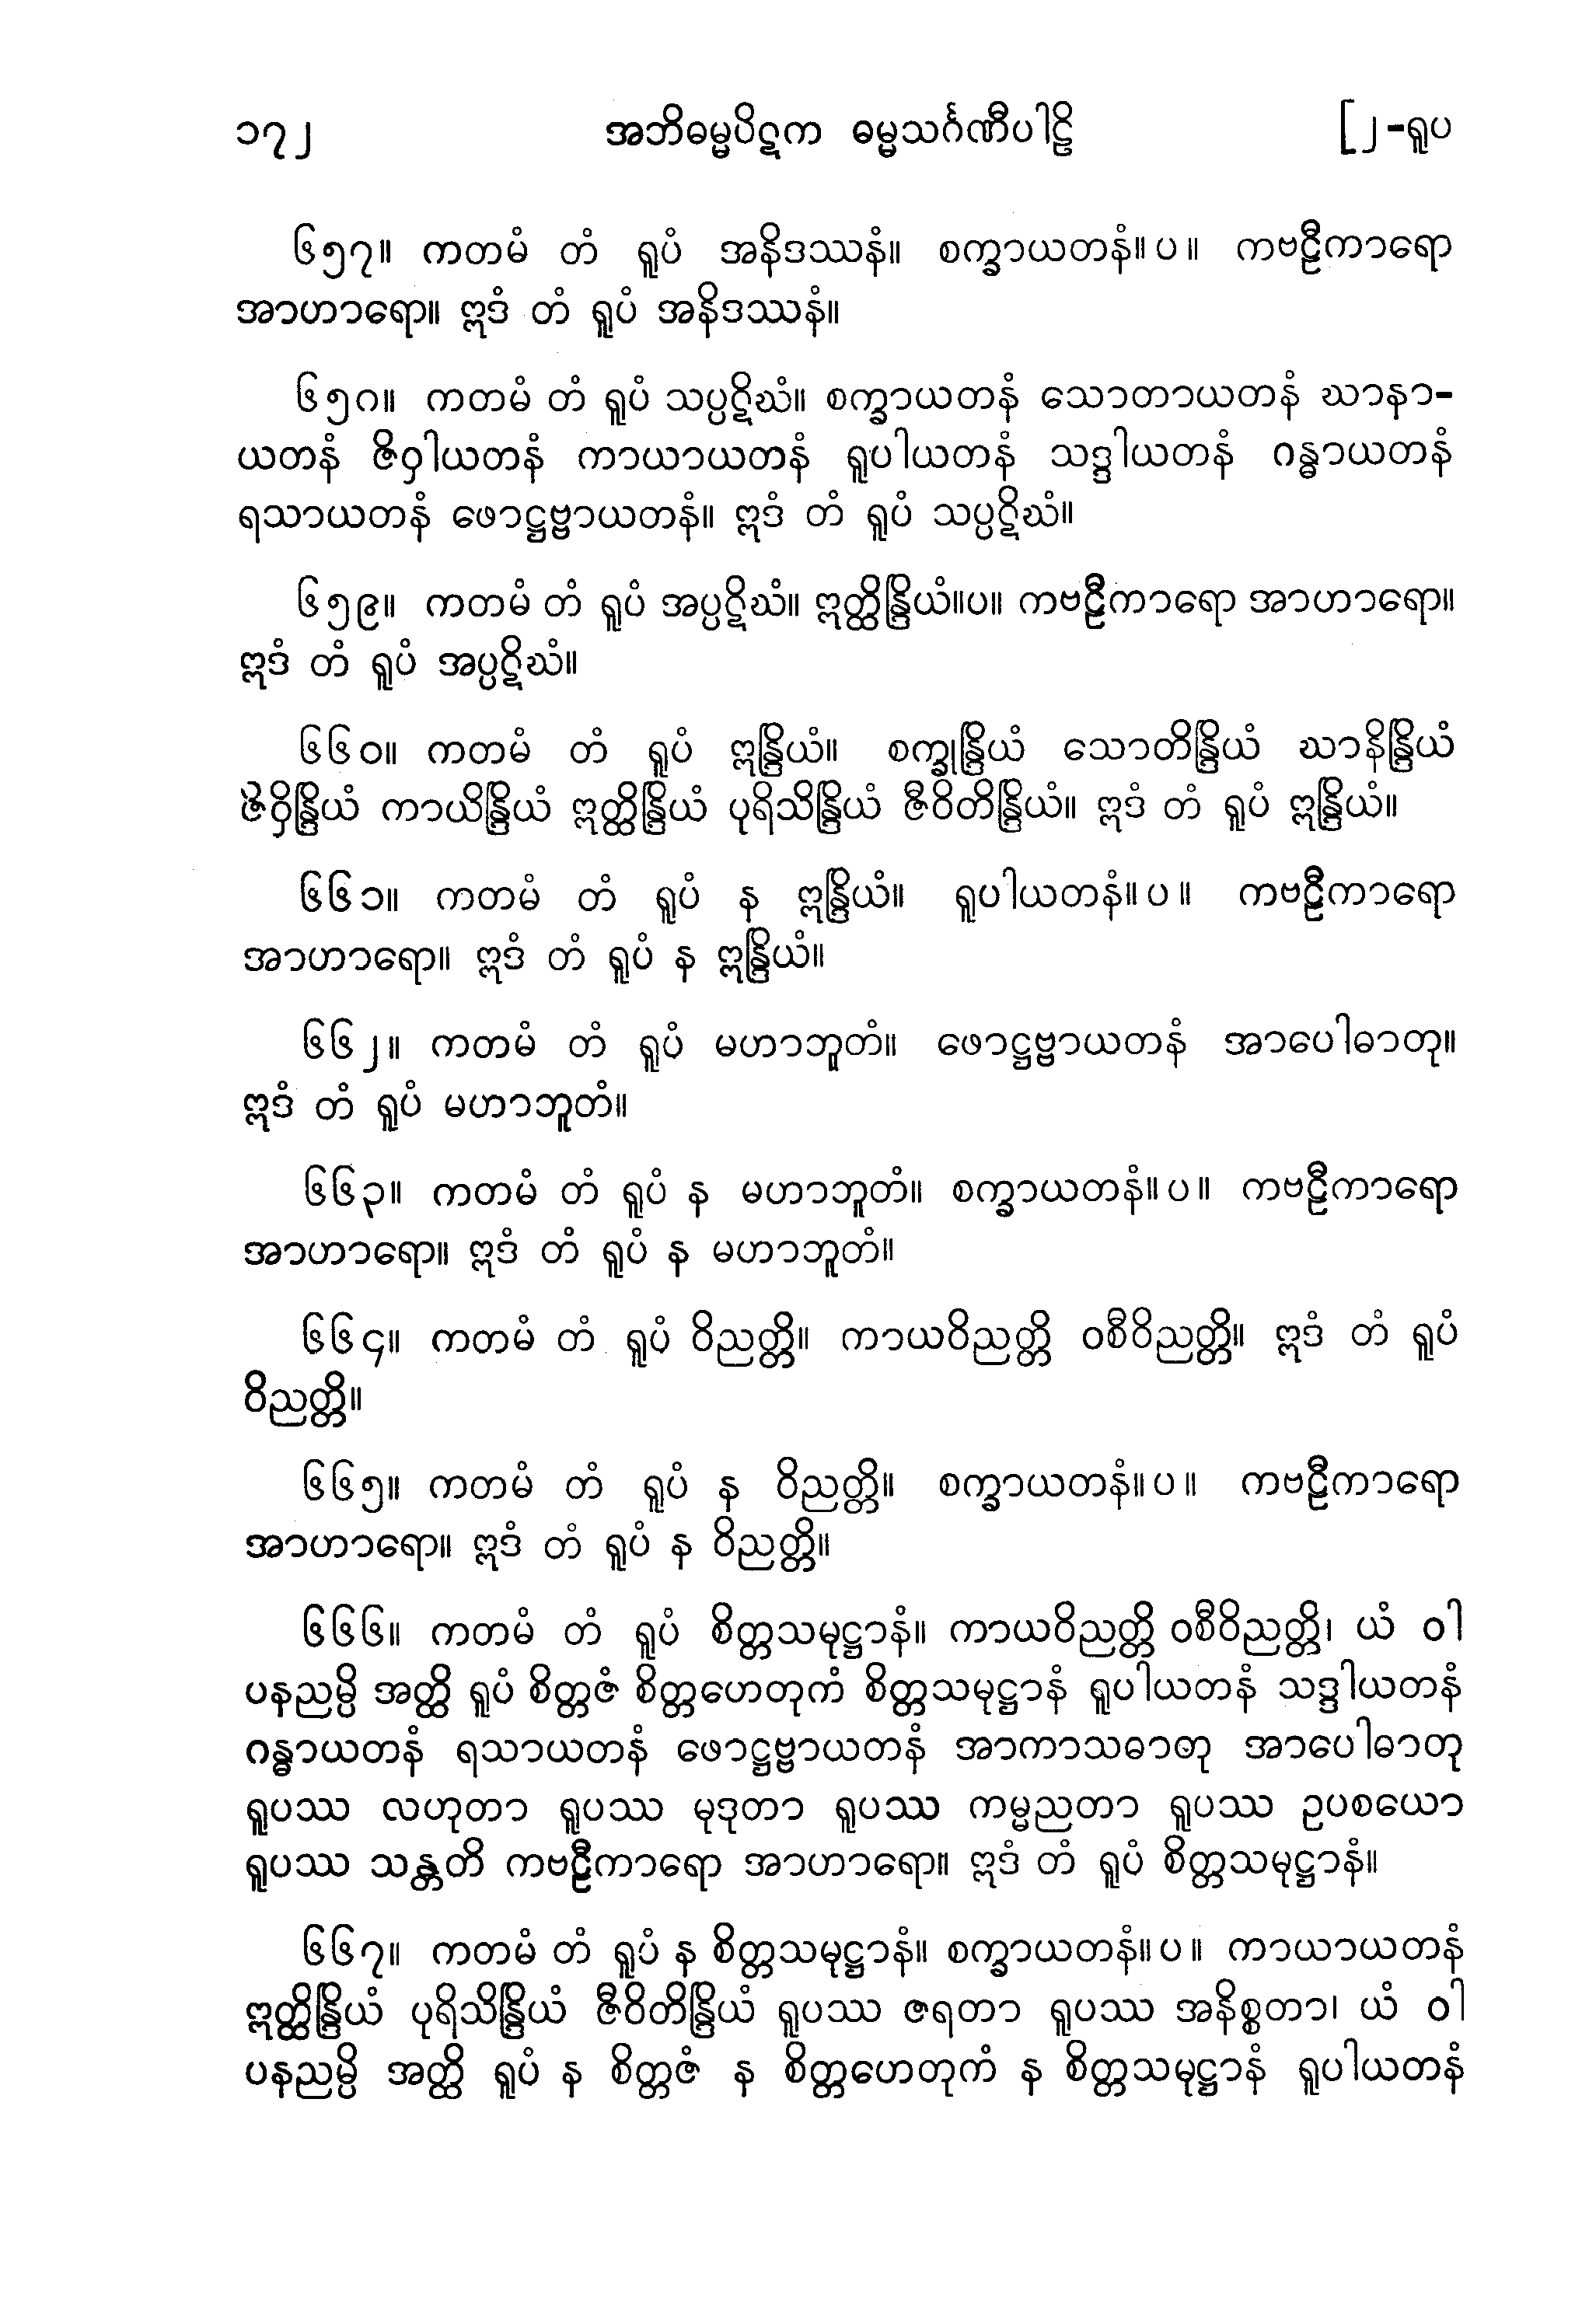 ၁၇၂ အဘိဓမ္မပိဋက ဓမ္မသင်္ဂဏီပါဠိ [၂-ရူပ
၆၅၇။ ကတမံ တံ ရူပံ အနိဒဿနံ။ စက္ခာယတနံ။ပ။ ကဗဠီကာရော
အာဟာရော။ ဣဒံ တံ ရူပံ အနိဒဿနံ။
၆၅၈။ ကတမံ တံ ရူပံ သပ္ပဋိဃံ။ စက္ခာယတနံ သောတာယတနံ ဃာနာ-
ယတနံ ဇိဝှါယတနံ ကာယာယတနံ ရူပါယတနံ သဒ္ဒါယတနံ ဂန္ဓာယတနံ
ရသာယတနံ ဖောဋ္ဌဗ္ဗာယတနံ။ ဣဒံ တံ ရူပံ သပ္ပဋိဃံ။
၆၅၉။ ကတမံ တံ ရူပံ အပ္ပဋိဃံ။ ဣတ္ထိန္ဒြိယံ။ပ။ ကဗဠီကာရော အာဟာရော။
ဣဒံ တံ ရူပံ အပ္ပဋိဃံ။
၆၆၀။ ကတမံ တံ ရူပံ ဣန္ဒြိယံ။ စက္ခုန္ဒြိယံ သောတိန္ဒြိယံ ဃာနိန္ဒြိယံ
ဇိဝှိန္ဒြိယံ ကာယိန္ဒြိယံ ဣတ္ထိန္ဒြိယံ ပုရိသိန္ဒြိယံ ဇီဝိတိန္ဒြိယံ။ ဣဒံ တံ ရူပံ ဣန္ဒြိယံ။
၆၆၁။ ကတမံ တံ ရူပံ န ဣန္ဒြိယံ။ ရူပါယတနံ။ပ။ ကဗဠီကာရော
အာဟာရော။ ဣဒံ တံ ရူပံ န ဣန္ဒြိယံ။
၆၆၂။ ကတမံ တံ ရူပံ မဟာဘူတံ။ ဖောဋ္ဌဗ္ဗာယတနံ အာပေါဓာတု။
ဣဒံ တံ ရူပံ မဟာဘူတံ။
၆၆၃။ ကတမံ တံ ရူပံ န မဟာဘူတံ။ စက္ခာယတနံ။ပ။ ကဗဠီကာရော
အာဟာရော။ ဣဒံ တံ ရူပံ န မဟာဘူတံ။
၆၆၄။ ကတမံ တံ ရူပံ ဝိညတ္တိ။ ကာယဝိညတ္တိ ဝစီဝိညတ္တိ။ ဣဒံ တံ ရူပံ
ဝိညတ္တိ။
၆၆၅။ ကတမံ တံ ရူပံ န ဝိညတ္တိ။ စက္ခာယတနံ။ပ။ ကဗဠီကာရော
အာဟာရော။ ဣဒံ တံ ရူပံ န ဝိညတ္တိ။
၆၆၆။ ကတမံ တံ ရူပံ စိတ္တသမုဋ္ဌာနံ။ ကာယဝိညတ္တိ ဝစီဝိညတ္တိ၊ ယံ ဝါ
ပနညမ္ပိ အတ္ထိ ရူပံ စိတ္တဇံ စိတ္တဟေတုကံ စိတ္တသမုဋ္ဌာနံ ရူပါယတနံ သဒ္ဒါယတနံ
ဂန္ဓာယတနံ ရသာယတနံ ဖောဋ္ဌဗ္ဗာယတနံ အာကာသဓာတု အာပေါဓာတု
ရူပဿ လဟုတာ ရူပဿ မုဒုတာ ရူပဿ ကမ္မညတာ ရူပဿ ဥပစယော
ရူပဿ သန္တတိ ကဗဠီကာရော အာဟာရော။ ဣဒံ တံ ရူပံ စိတ္တသမုဋ္ဌာနံ။
၆၆၇။ ကတမံ တံ ရူပံ န စိတ္တသမုဋ္ဌာနံ။ စက္ခာယတနံ။ပ။ ကာယာယတနံ
ဣတ္ထိန္ဒြိယံ ပုရိသိန္ဒြိယံ ဇီဝိတိန္ဒြိယံ ရူပဿ ဇရတာ ရူပဿ အနိစ္စတာ၊ ယံ ဝါ
ပနညမ္ပိ အတ္ထိ ရူပံ န စိတ္တဇံ န စိတ္တဟေတုကံ န စိတ္တသမုဋ္ဌာနံ ရူပါယတနံ